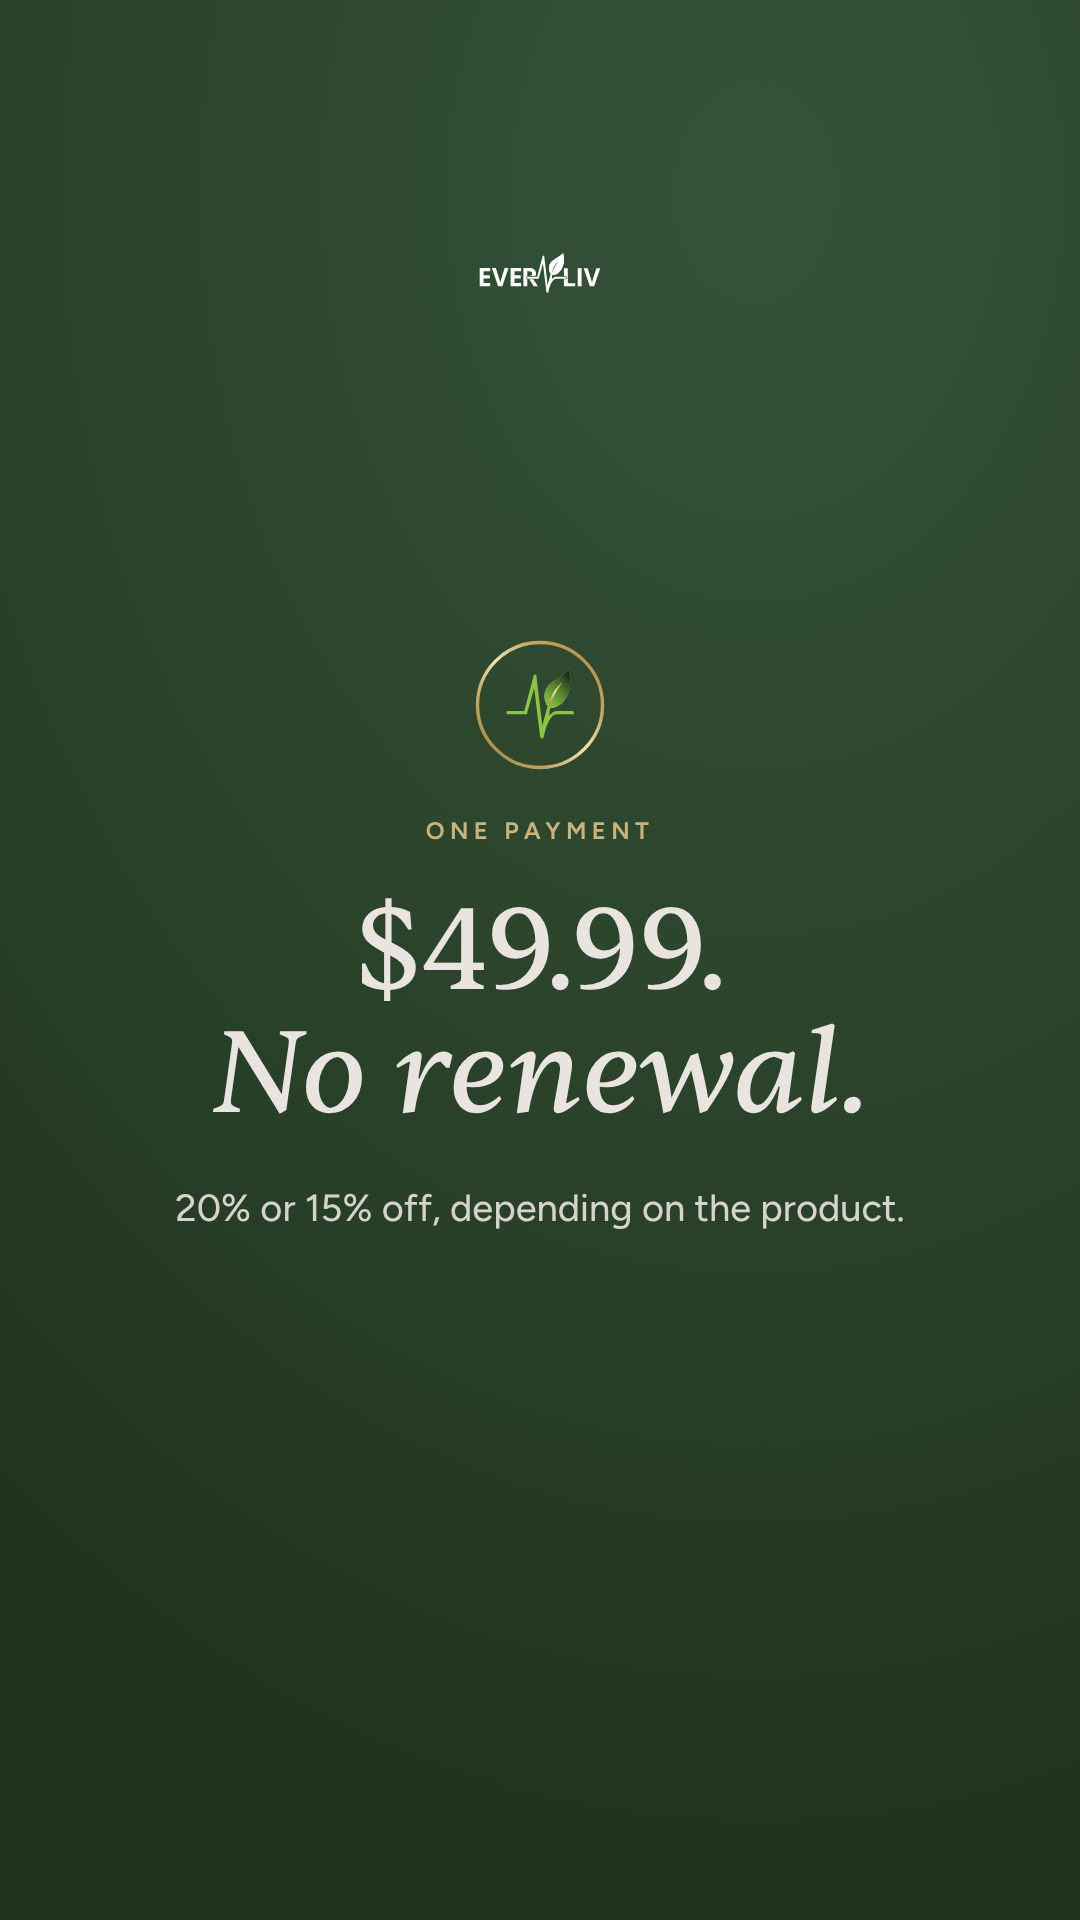 EVERLIV
ONE PAYMENT
$49.99.
No renewal.
20% or 15% off, depending on the product.